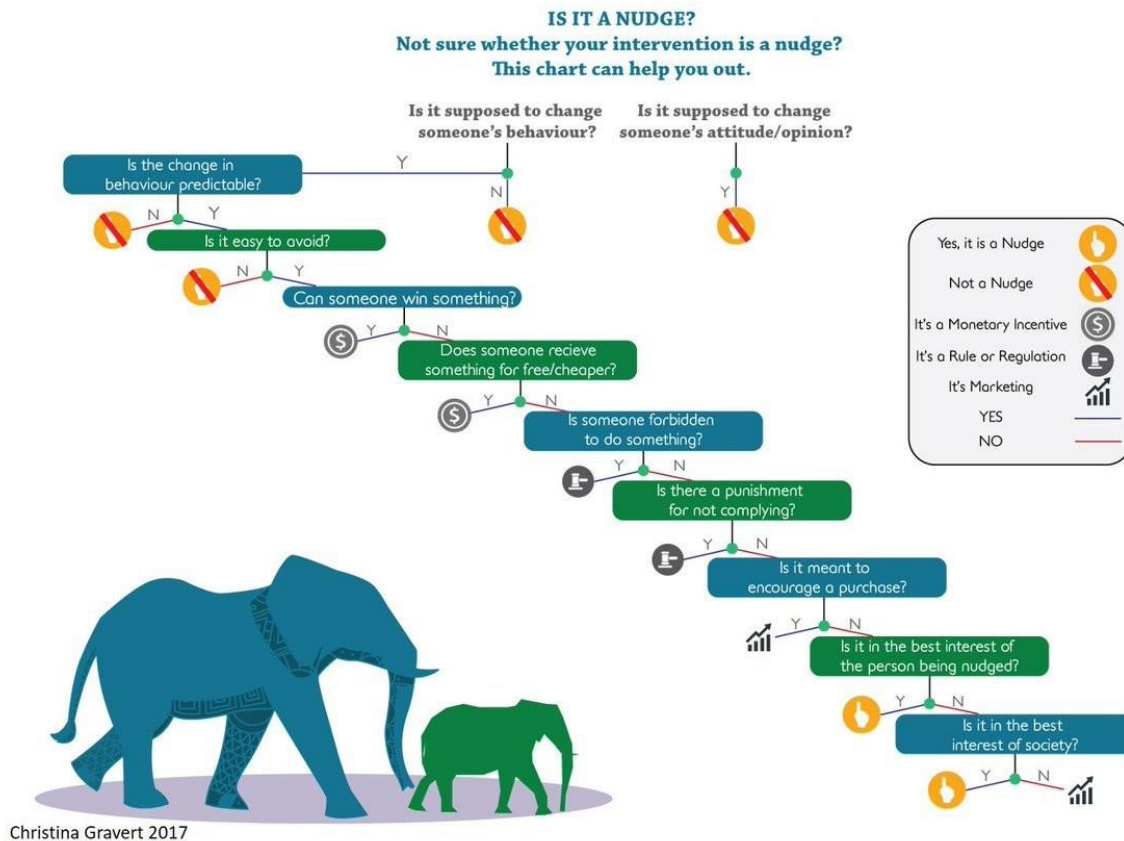 IS IT A NUDGE?
Not sure whether your intervention is a nudge?
This chart can help you out.
Is it supposed to change
someone's behaviour?
Is it supposed to change
someone's attitude/opinion?
Y
N
Y
Is the change in
behaviour predictable?
N
Y
Is it easy to avoid?
N
Y
Can someone win something?
Y
N
Does someone recieve
something for free/cheaper?
Y
N
Is someone forbidden
to do something?
Y
N
Is there a punishment
for not complying?
Y
N
Is it meant to
encourage a purchase?
Y
N
Is it in the best interest of
the person being nudged?
Y
N
Is it in the best
interest of society?
Y
N
Yes, it is a Nudge
Not a Nudge
It's a Monetary Incentive
$
It's a Rule or Regulation
It's Marketing
YES
NO
$
$
Christina Gravert 2017